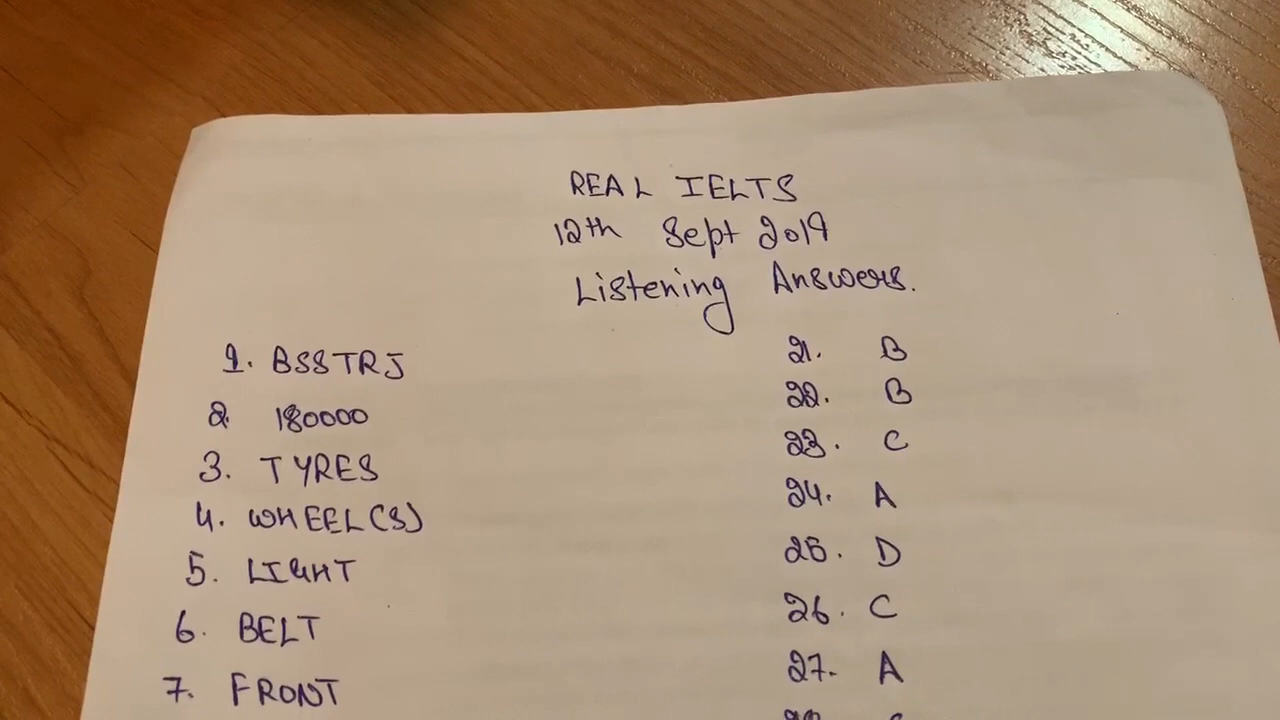 REAL IELTS
12th Sept 2019
Listening Answers.
1. BSSTRJ
2. 180000
3. TYRES
4. WHEEL(S)
5. LIGHT
6. BELT
7. FRONT
21. B
22. B
23. C
24. A
25. D
26. C
27. A